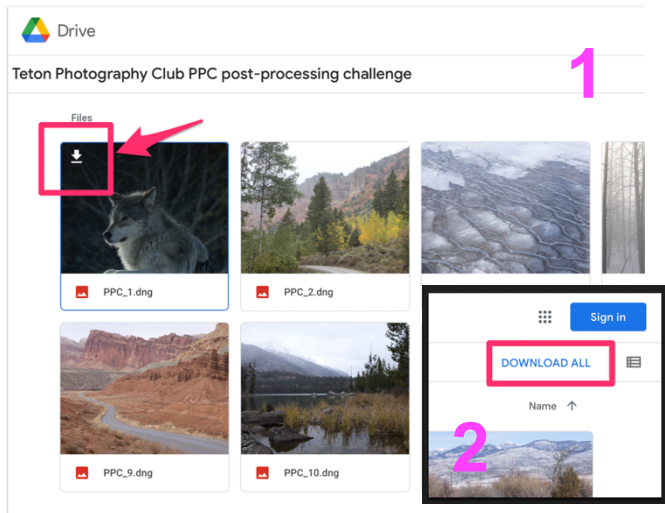 Drive
Teton Photography Club PPC post-processing challenge
1
Files
PPC_1.dng
PPC_2.dng
PPC_9.dng
PPC_10.dng
Sign in
DOWNLOAD ALL
Name
2